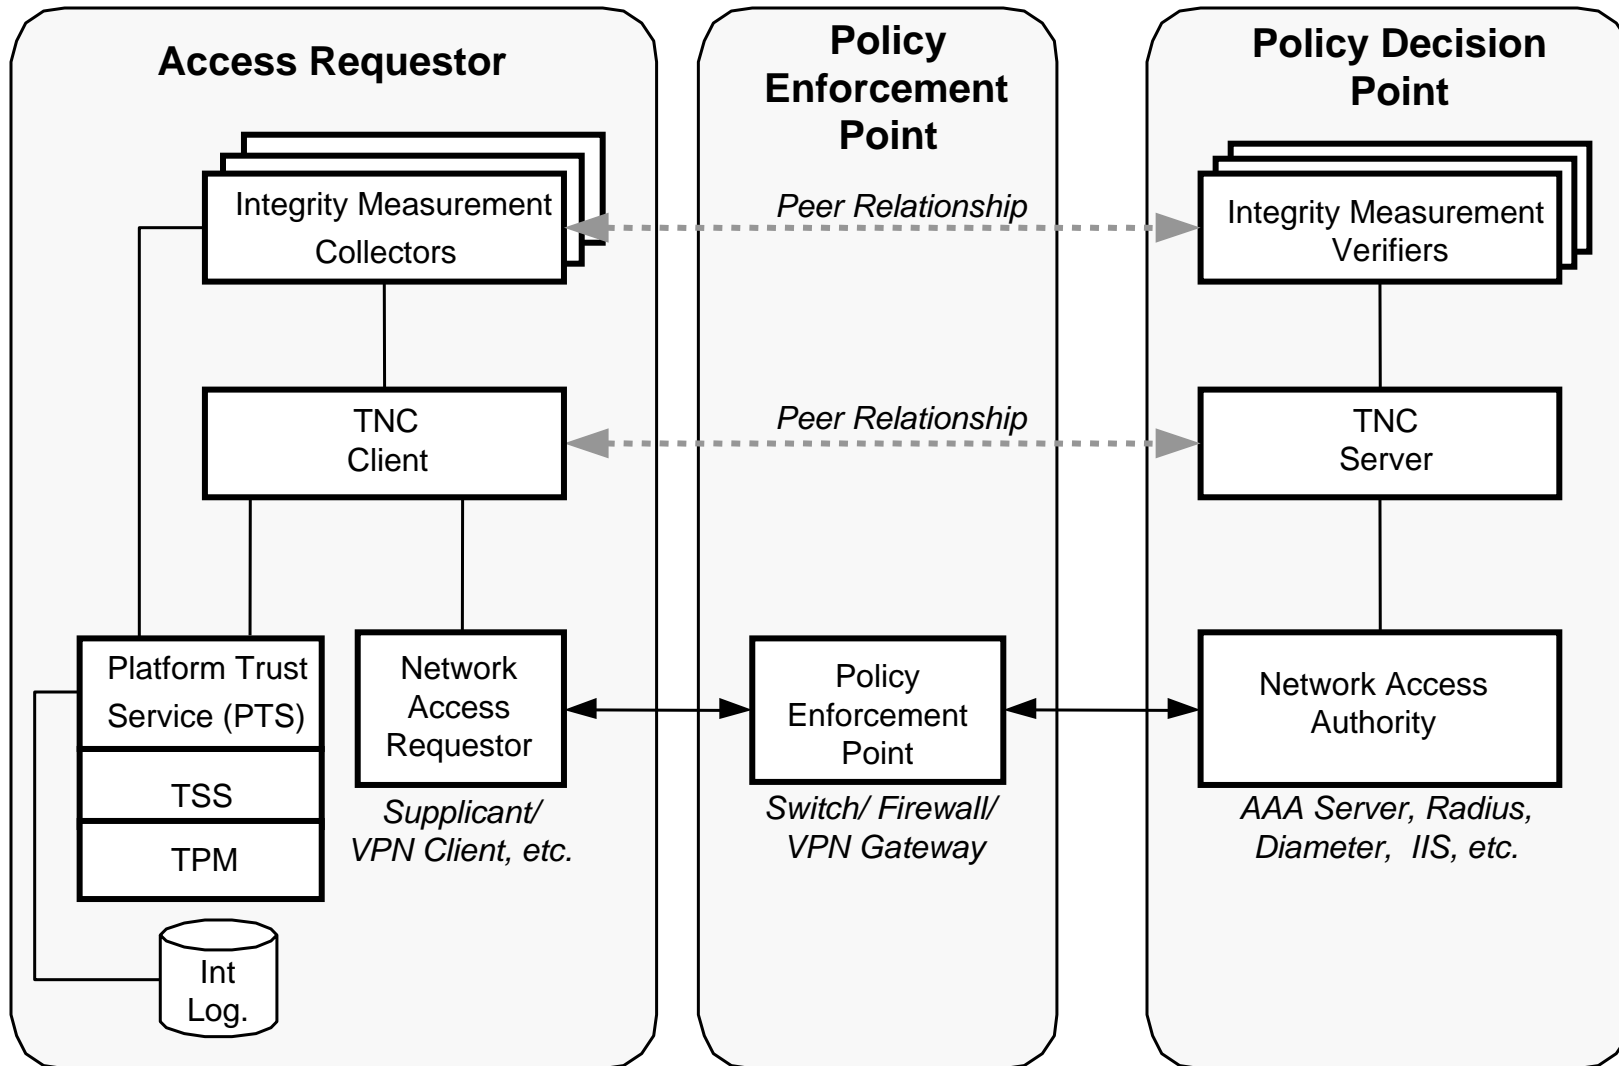 Access Requestor
Integrity Measurement
Collectors
TNC
Client
Platform Trust
Service (PTS)
TSS
TPM
Int
Log.
Network
Access
Requestor
Supplicant/
VPN Client, etc.
Policy
Enforcement
Point
Peer Relationship
Peer Relationship
Policy
Enforcement
Point
Switch/ Firewall/
VPN Gateway
Policy Decision
Point
Integrity Measurement
Verifiers
TNC
Server
Network Access
Authority
AAA Server, Radius,
Diameter, IIS, etc.